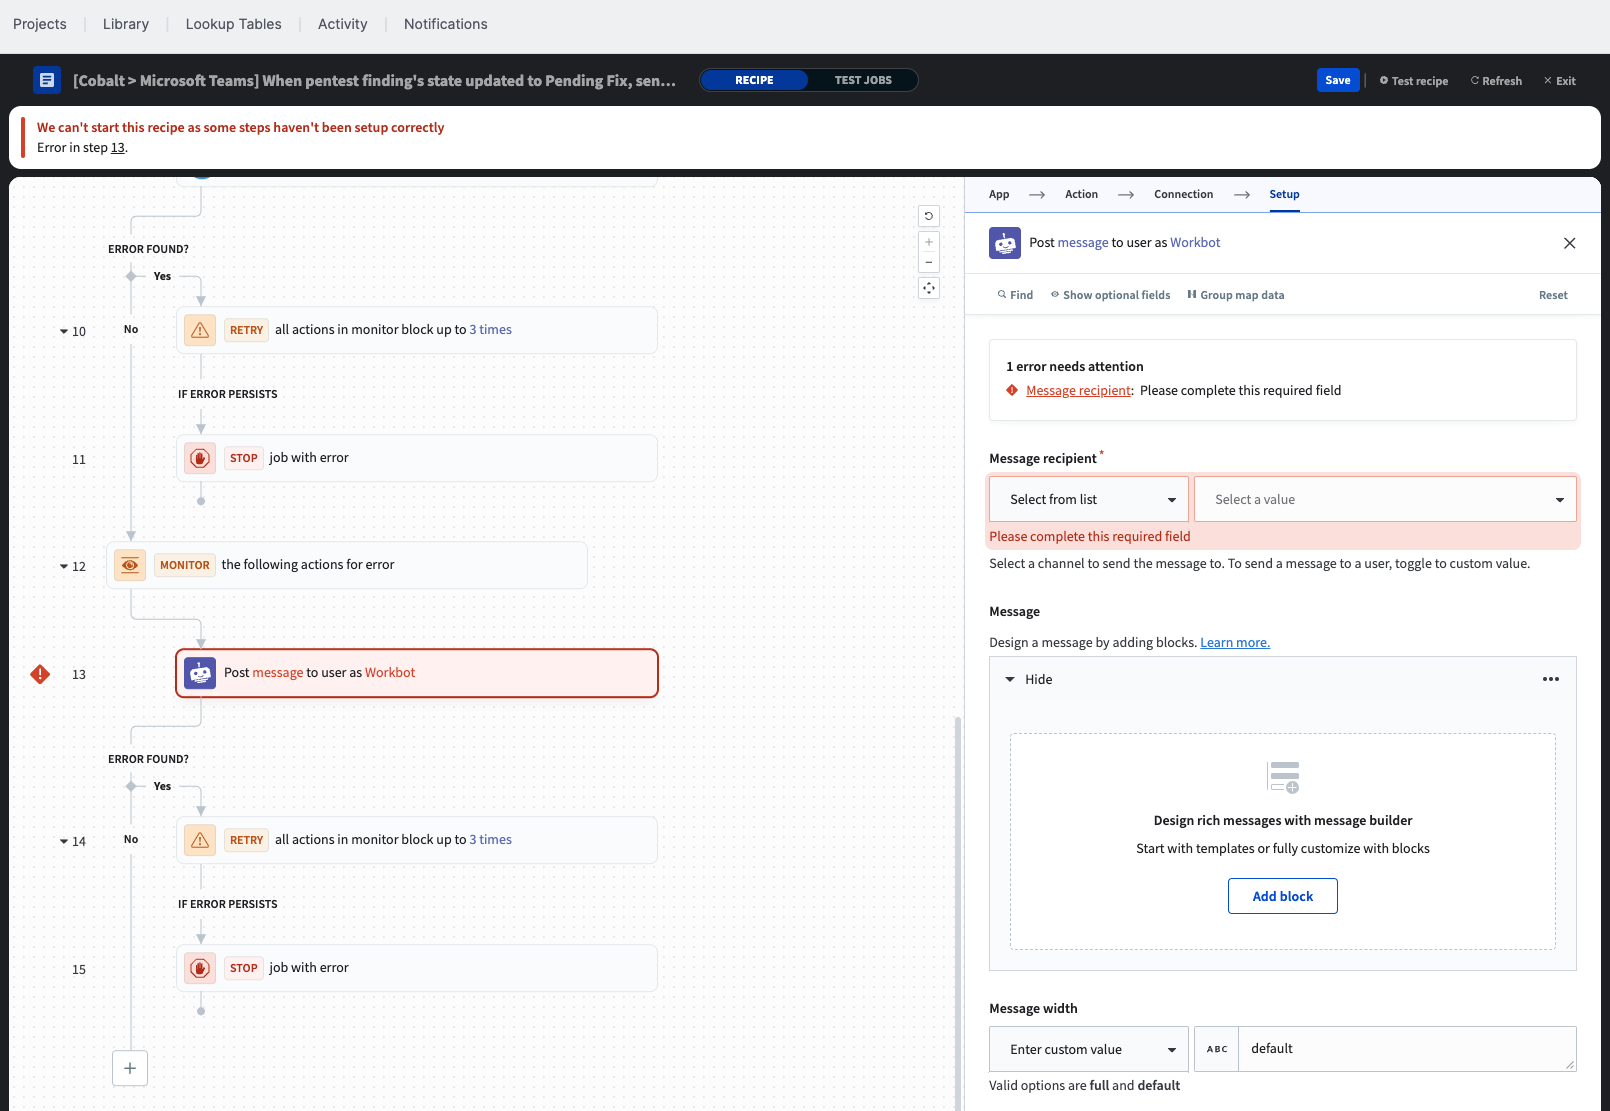 Projects
Library
Lookup Tables
Activity
Notifications
[Cobalt > Microsoft Teams] When pentest finding's state updated to Pending Fix, sen...
RECIPE
TEST JOBS
Save
Test recipe
Refresh
Exit
We can't start this recipe as some steps haven't been setup correctly
Error in step 13.
ERROR FOUND?
Yes
10
No
RETRY all actions in monitor block up to 3 times
IF ERROR PERSISTS
11
STOP job with error
12
MONITOR the following actions for error
13
Post message to user as Workbot
ERROR FOUND?
Yes
14
No
RETRY all actions in monitor block up to 3 times
IF ERROR PERSISTS
15
STOP job with error
App
Action
Connection
Setup
Post message to user as Workbot
Find
Show optional fields
Group map data
Reset
1 error needs attention
Message recipient: Please complete this required field
Message recipient *
Select from list
Select a value
Please complete this required field
Select a channel to send the message to. To send a message to a user, toggle to custom value.
Message
Design a message by adding blocks. Learn more.
Hide
Design rich messages with message builder
Start with templates or fully customize with blocks
Add block
Message width
Enter custom value
ABC
default
Valid options are full and default